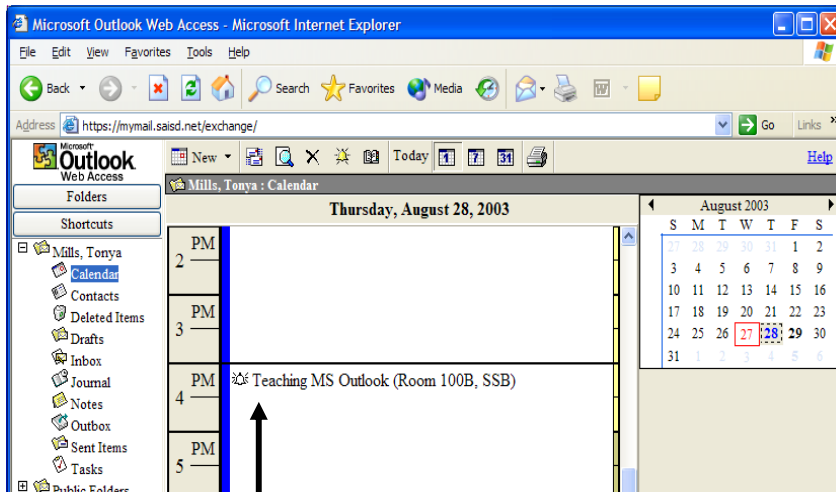 Microsoft Outlook Web Access - Microsoft Internet Explorer
File Edit View Favorites Tools Help
Back Search Favorites Media
Address https://mymail.saisd.net/exchange/ Go Links »
Microsoft
Outlook
Web Access
New Today 1 7 31 Help
Folders
Shortcuts
Mills, Tonya
Calendar
Contacts
Deleted Items
Drafts
Inbox
Journal
Notes
Outbox
Sent Items
Tasks
Public Folders
Mills, Tonya : Calendar
Thursday, August 28, 2003
2 PM
3 PM
4 PM Teaching MS Outlook (Room 100B, SSB)
5 PM
August 2003
S M T W T F S
27 28 29 30 31 1 2
3 4 5 6 7 8 9
10 11 12 13 14 15 16
17 18 19 20 21 22 23
24 25 26 27 28 29 30
31 1 2 3 4 5 6